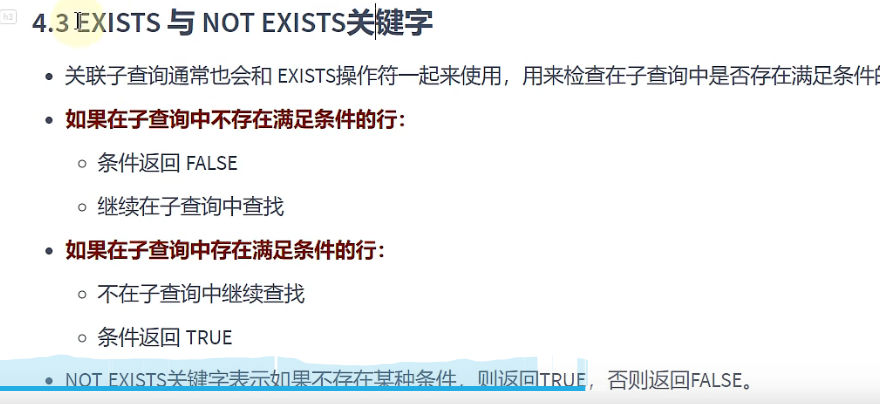 h1
4.3 EXISTS 与 NOT EXISTS关键字
关联子查询通常也会和 EXISTS操作符一起来使用，用来检查在子查询中是否存在满足条件的
如果在子查询中不存在满足条件的行：
条件返回 FALSE
继续在子查询中查找
如果在子查询中存在满足条件的行：
不在子查询中继续查找
条件返回 TRUE
NOT EXISTS关键字表示如果不存在某种条件，则返回TRUE，否则返回FALSE。